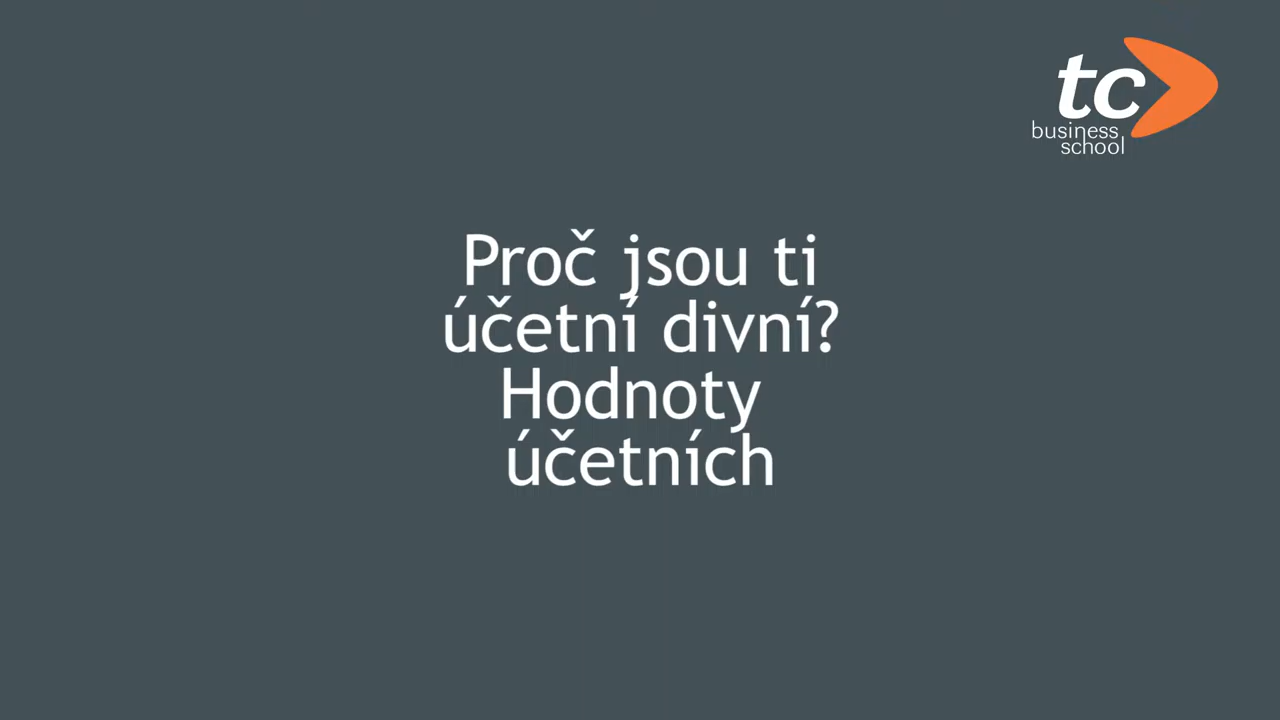 tc
business
school
Proč jsou ti
účetní divní?
Hodnoty
účetních